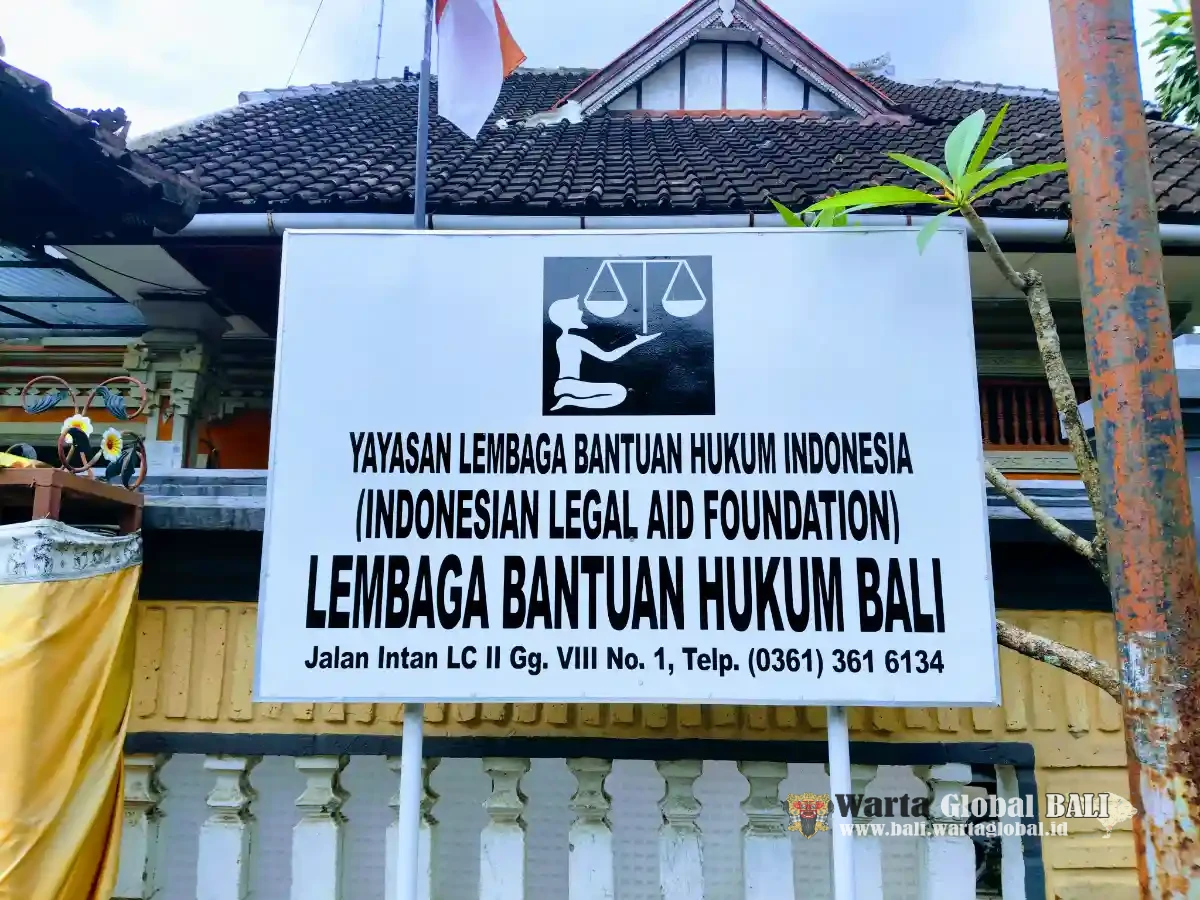 YAYASAN LEMBAGA BANTUAN HUKUM INDONESIA
(INDONESIAN LEGAL AID FOUNDATION)
LEMBAGA BANTUAN HUKUM BALI
Jalan Intan LC II Gg. VIII No. 1, Telp. (0361) 361 6134
Warta Global BALI
www.bali.wartaglobal.id